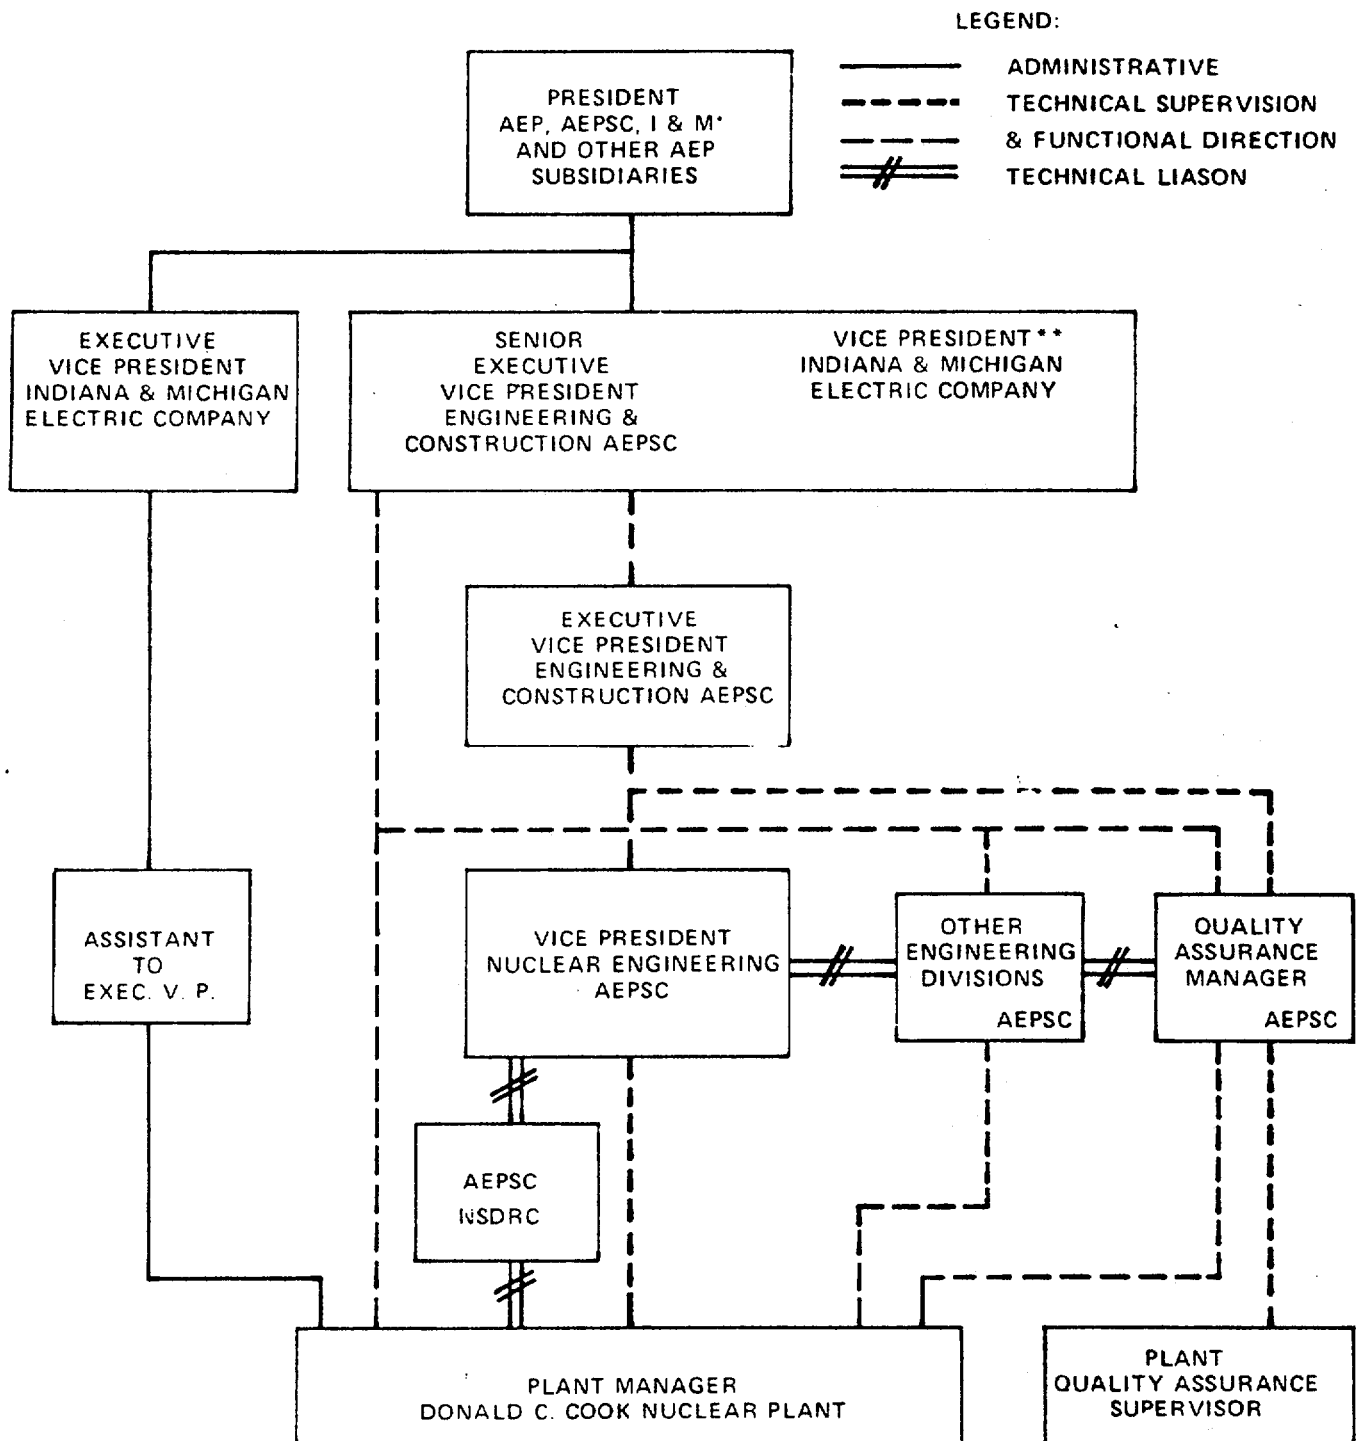 LEGEND:
ADMINISTRATIVE
TECHNICAL SUPERVISION
& FUNCTIONAL DIRECTION
TECHNICAL LIASON
PRESIDENT
AEP, AEPSC, I & M*
AND OTHER AEP
SUBSIDIARIES
EXECUTIVE
VICE PRESIDENT
INDIANA & MICHIGAN
ELECTRIC COMPANY
SENIOR
EXECUTIVE
VICE PRESIDENT
ENGINEERING &
CONSTRUCTION AEPSC
VICE PRESIDENT**
INDIANA & MICHIGAN
ELECTRIC COMPANY
EXECUTIVE
VICE PRESIDENT
ENGINEERING &
CONSTRUCTION AEPSC
ASSISTANT
TO
EXEC. V. P.
VICE PRESIDENT
NUCLEAR ENGINEERING
AEPSC
OTHER
ENGINEERING
DIVISIONS
AEPSC
QUALITY
ASSURANCE
MANAGER
AEPSC
AEPSC
NSDRC
PLANT MANAGER
DONALD C. COOK NUCLEAR PLANT
PLANT
QUALITY ASSURANCE
SUPERVISOR